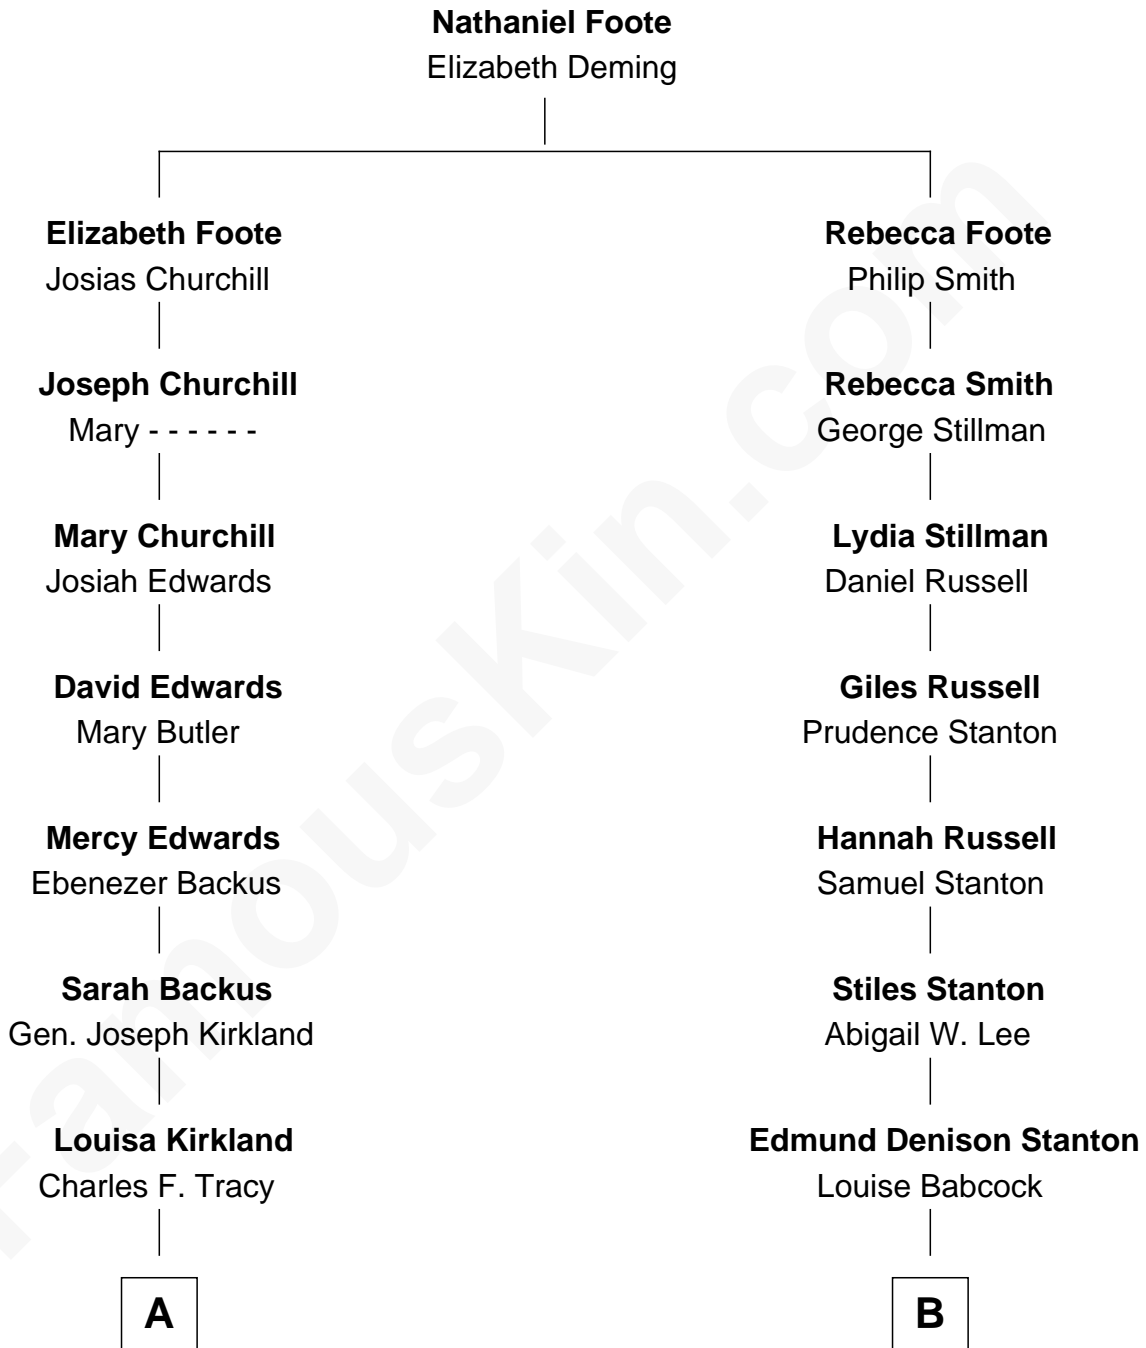 Nathaniel Foote
Elizabeth Deming
Elizabeth Foote
Josias Churchill
Rebecca Foote
Philip Smith
Joseph Churchill
Mary - - - - - -
Rebecca Smith
George Stillman
Mary Churchill
Josiah Edwards
Lydia Stillman
Daniel Russell
David Edwards
Mary Butler
Giles Russell
Prudence Stanton
Mercy Edwards
Ebenezer Backus
Hannah Russell
Samuel Stanton
Sarah Backus
Gen. Joseph Kirkland
Stiles Stanton
Abigail W. Lee
Louisa Kirkland
Charles F. Tracy
Edmund Denison Stanton
Louise Babcock
A
B
FamousKin.com